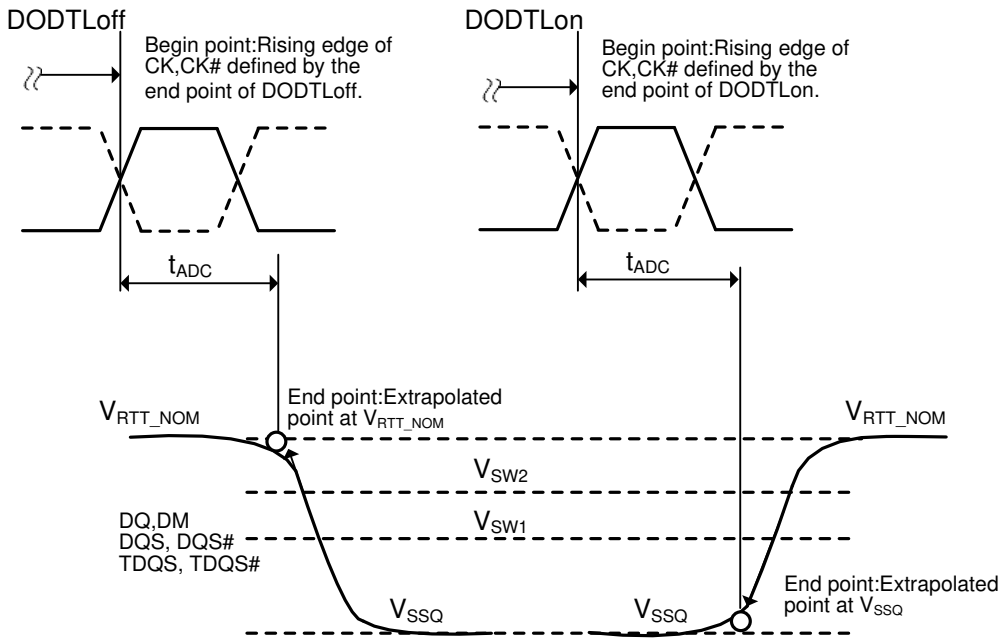 DODTLoff
Begin point:Rising edge of
CK,CK# defined by the
end point of DODTLoff.
DODTLon
Begin point:Rising edge of
CK,CK# defined by the
end point of DODTLon.
tADC
tADC
End point:Extrapolated
point at VRTT_NOM
VRTT_NOM
VRTT_NOM
VSW2
VSW1
DQ,DM
DQS, DQS#
TDQS, TDQS#
VSSQ
VSSQ
End point:Extrapolated
point at VSSQ